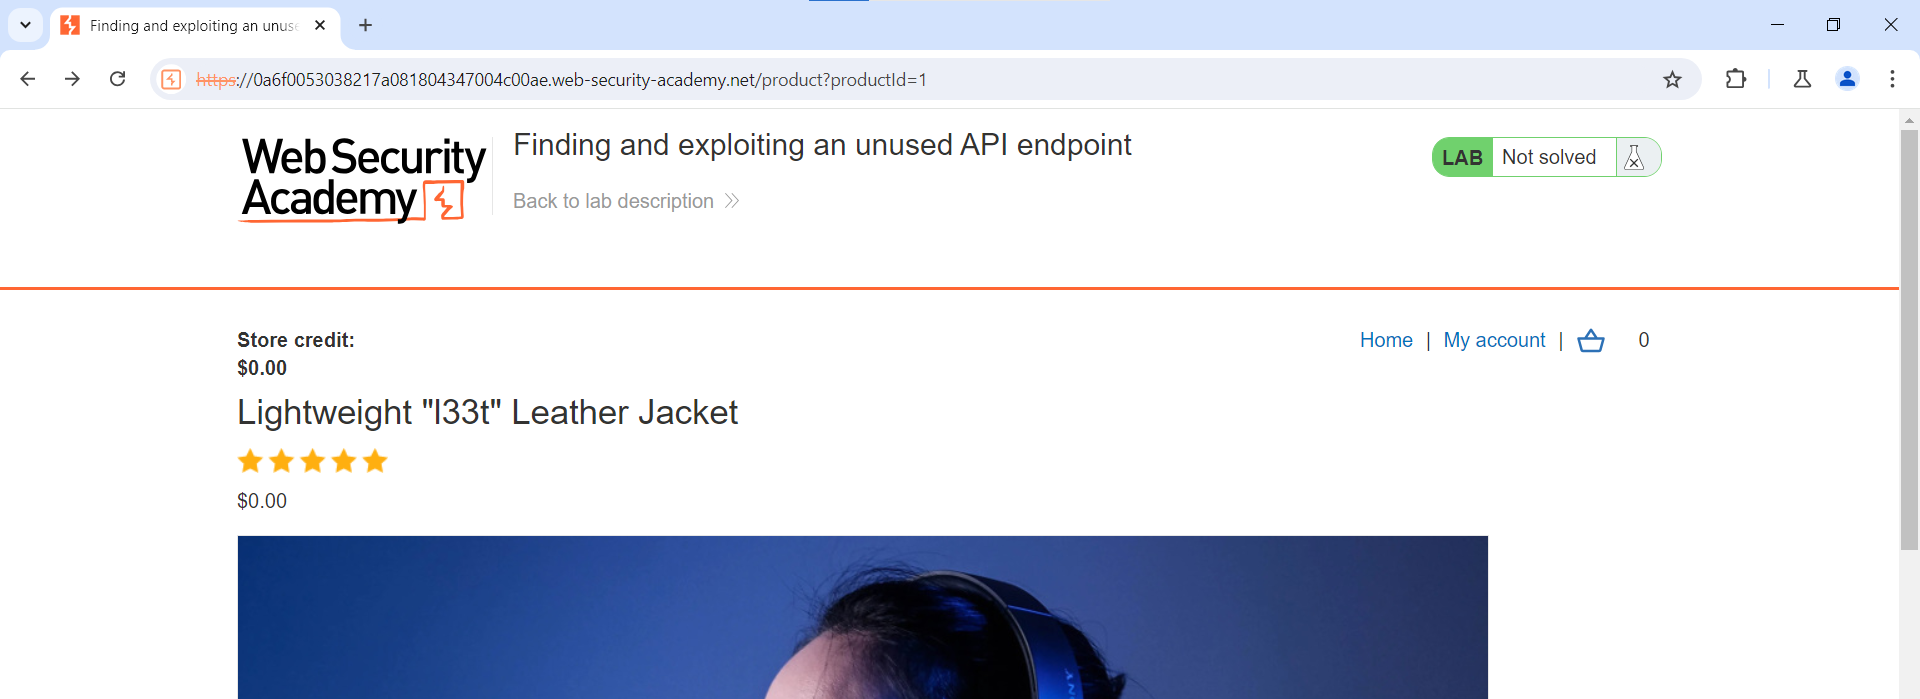 Finding and exploiting an unus
https://0a6f0053038217a081804347004c00ae.web-security-academy.net/product?productId=1
Web Security
Academy
Finding and exploiting an unused API endpoint
Back to lab description
LAB Not solved
Store credit:
$0.00
Home | My account | 0
Lightweight "l33t" Leather Jacket
$0.00